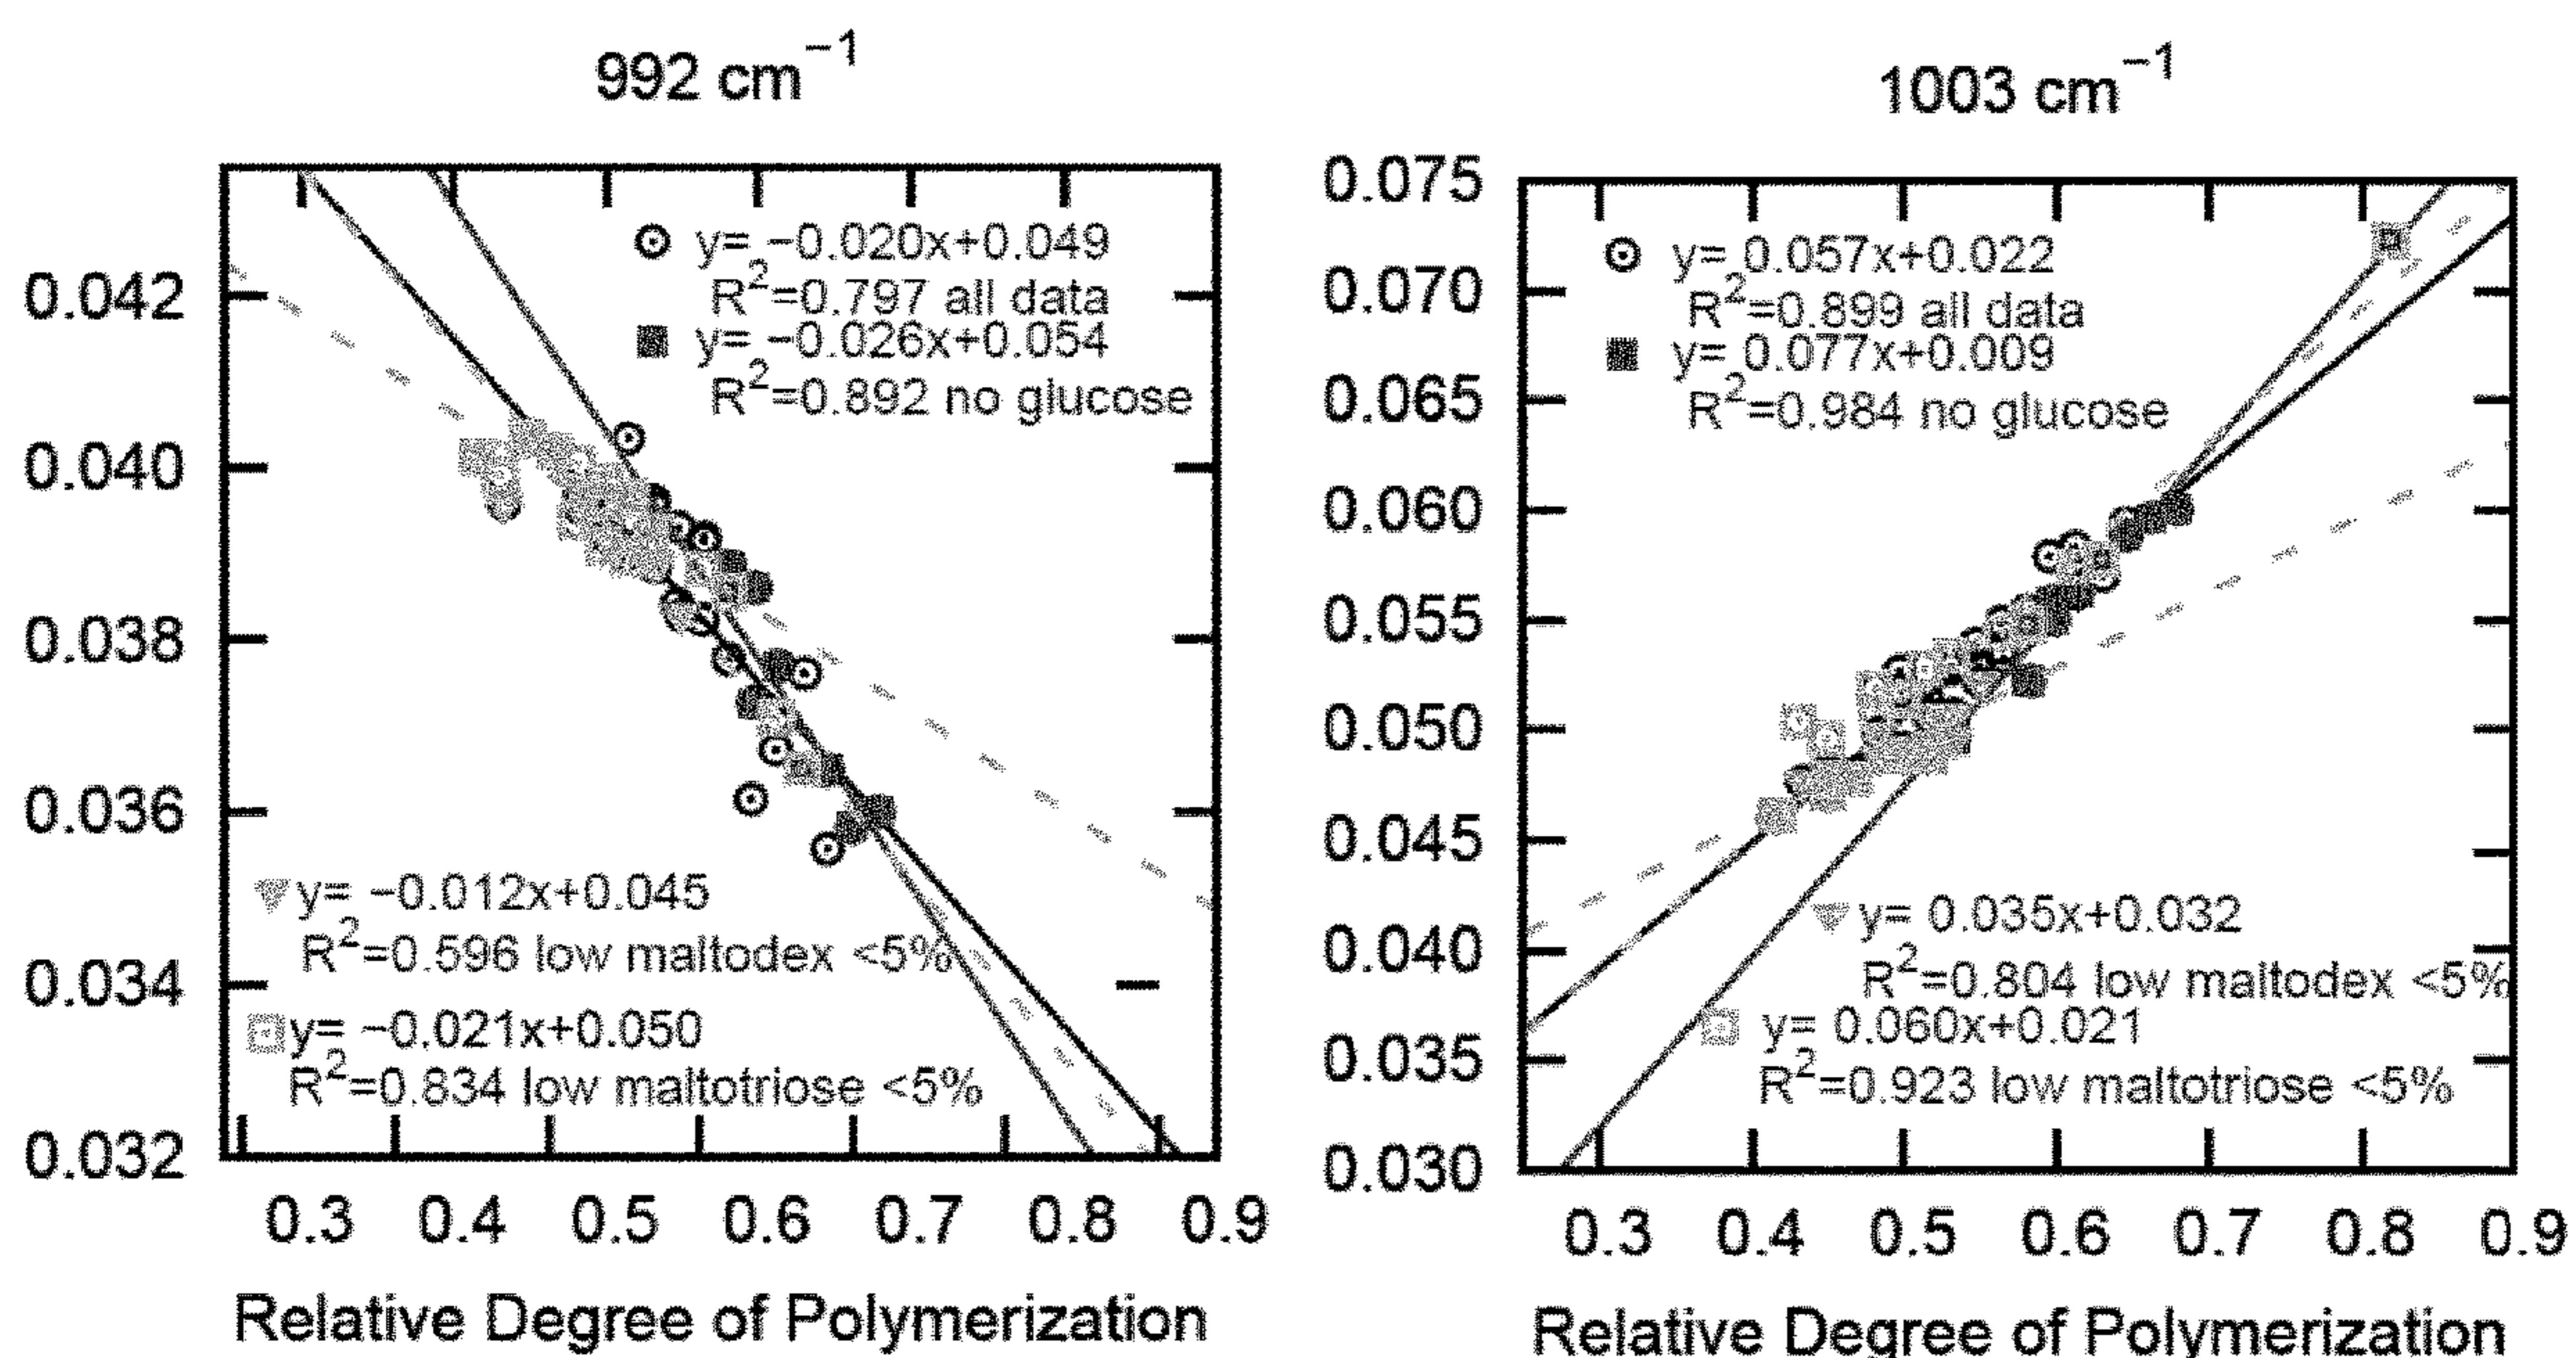 992 cm⁻¹
y= −0.020x+0.049
R²=0.797 all data
y= −0.026x+0.054
R²=0.892 no glucose
0.042
0.040
0.038
0.036
0.034
0.032
y= −0.012x+0.045
R²=0.596 low maltodex <5%
y= −0.021x+0.050
R²=0.834 low maltotriose <5%
0.3 0.4 0.5 0.6 0.7 0.8 0.9
Relative Degree of Polymerization
1003 cm⁻¹
0.075
0.070
0.065
0.060
0.055
0.050
0.045
0.040
0.035
0.030
y= 0.057x+0.022
R²=0.899 all data
y= 0.077x+0.009
R²=0.984 no glucose
y= 0.035x+0.032
R²=0.804 low maltodex <5%
y= 0.060x+0.021
R²=0.923 low maltotriose <5%
0.3 0.4 0.5 0.6 0.7 0.8 0.9
Relative Degree of Polymerization